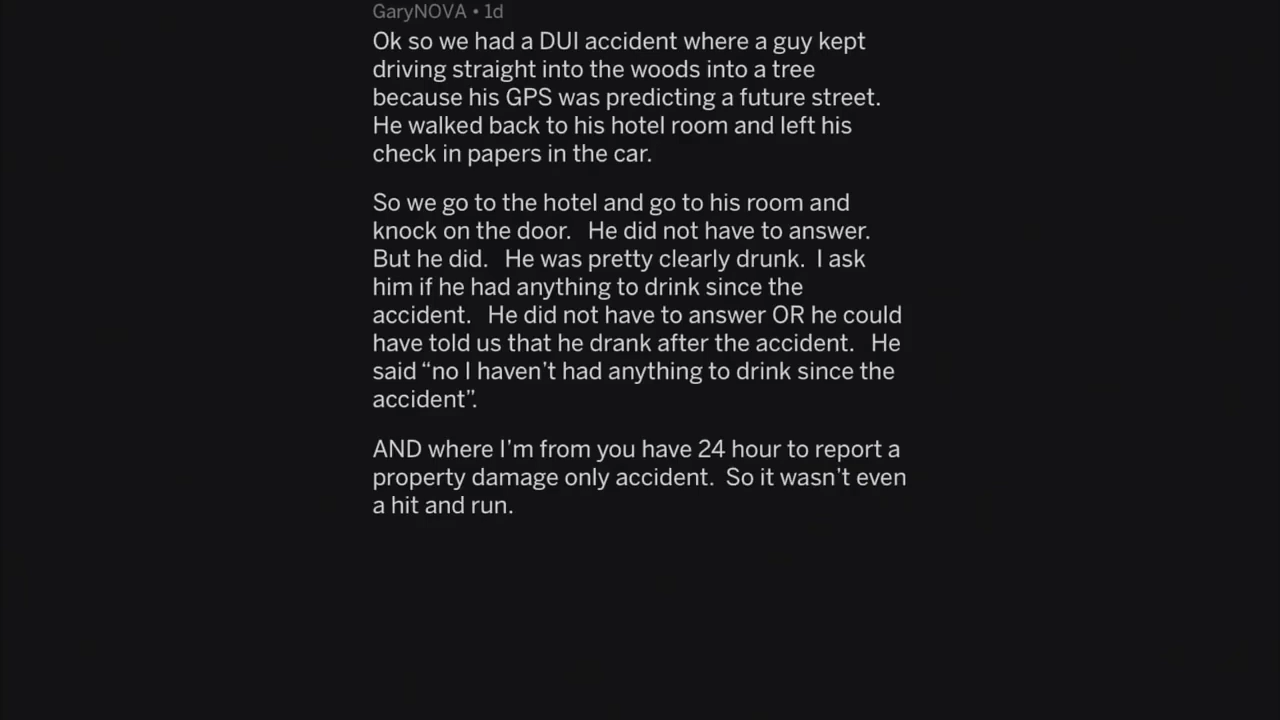 GaryNOVA • 1d
Ok so we had a DUI accident where a guy kept
driving straight into the woods into a tree
because his GPS was predicting a future street.
He walked back to his hotel room and left his
check in papers in the car.
So we go to the hotel and go to his room and
knock on the door.   He did not have to answer.
But he did.   He was pretty clearly drunk.  I ask
him if he had anything to drink since the
accident.   He did not have to answer OR he could
have told us that he drank after the accident.   He
said “no I haven’t had anything to drink since the
accident”.
AND where I’m from you have 24 hour to report a
property damage only accident.  So it wasn’t even
a hit and run.